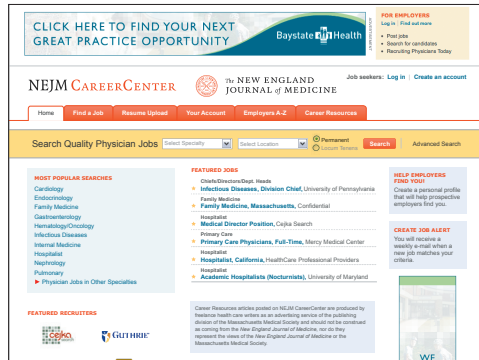 CLICK HERE TO FIND YOUR NEXT
GREAT PRACTICE OPPORTUNITY
Baystate Health
ADVERTISEMENT
FOR EMPLOYERS
Log in | Find out more
• Post jobs
• Search for candidates
• Recruiting Physicians Today
NEJM CAREERCENTER
The NEW ENGLAND
JOURNAL of MEDICINE
Job seekers: Log in | Create an account
Home
Find a Job
Resume Upload
Your Account
Employers A-Z
Career Resources
Search Quality Physician Jobs
Select Specialty
Select Location
Permanent
Locum Tenens
Search
Advanced Search
MOST POPULAR SEARCHES
Cardiology
Endocrinology
Family Medicine
Gastroenterology
Hematology/Oncology
Infectious Diseases
Internal Medicine
Hospitalist
Nephrology
Pulmonary
Physician Jobs in Other Specialties
FEATURED RECRUITERS
cejka
GUTHRIE
FEATURED JOBS
Chiefs/Directors/Dept. Heads
Infectious Diseases, Division Chief, University of Pennsylvania
Family Medicine
Family Medicine, Massachusetts, Confidential
Hospitalist
Medical Director Position, Cejka Search
Primary Care
Primary Care Physicians, Full-Time, Mercy Medical Center
Hospitalist
Hospitalist, California, HealthCare Professional Providers
Hospitalist
Academic Hospitalists (Nocturnists), University of Maryland
Career Resources articles posted on NEJM CareerCenter are produced by
freelance health care writers as an advertising service of the publishing
division of the Massachusetts Medical Society and should not be construed
as coming from the New England Journal of Medicine, nor do they
represent the views of the New England Journal of Medicine or the
Massachusetts Medical Society.
HELP EMPLOYERS
FIND YOU!
Create a personal profile
that will help prospective
employers find you.
CREATE JOB ALERT
You will receive a
weekly e-mail when a
new job matches your
criteria.
WE